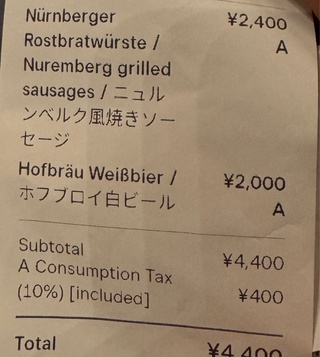 Nürnberger ¥2,400
Rostbratwürste / A
Nuremberg grilled
sausages / ニュル
ンベルク風焼きソー
セージ
Hofbräu Weißbier / ¥2,000
ホフブロイ白ビール A
Subtotal ¥4,400
A Consumption Tax
(10%) [included] ¥400
Total ¥4,400